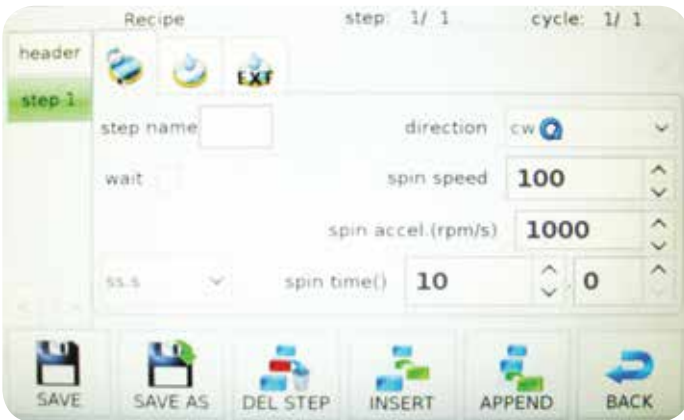 Recipe step: 1/ 1 cycle: 1/ 1
header
EXT
step 1
step name direction cw
wait spin speed 100
spin accel.(rpm/s) 1000
ss.s spin time() 10 . 0
SAVE SAVE AS DEL STEP INSERT APPEND BACK